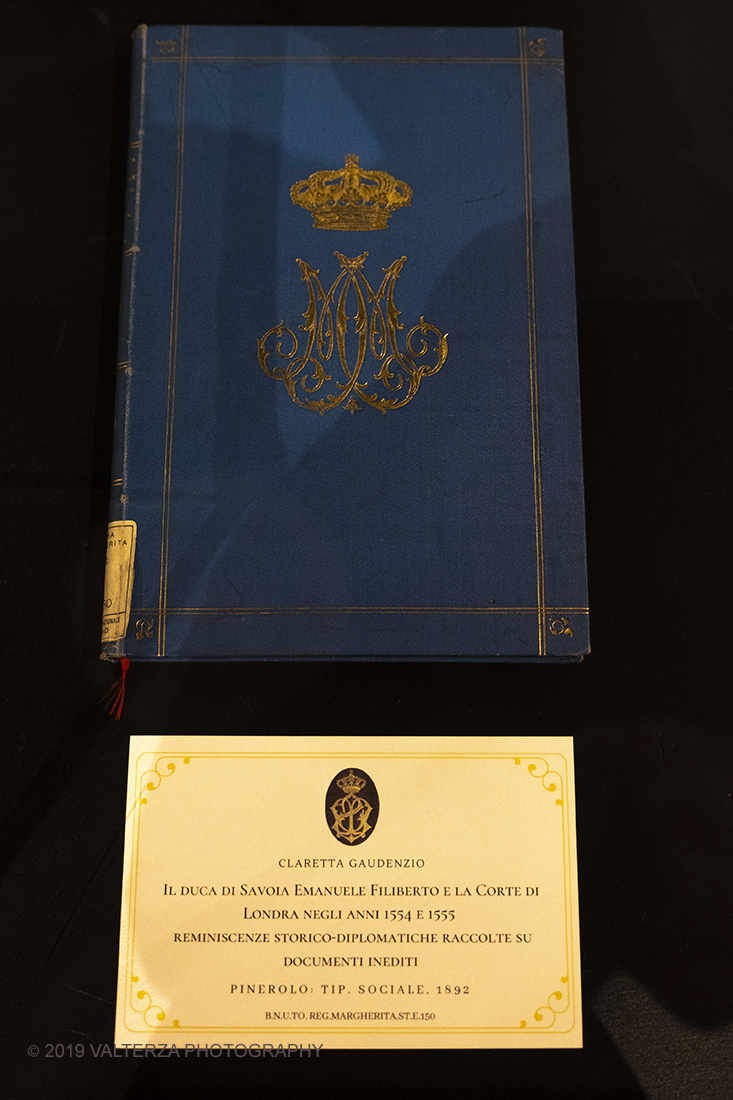 RITA
CLARETTA GAUDENZIO
IL DUCA DI SAVOIA EMANUELE FILIBERTO E LA CORTE DI
LONDRA NEGLI ANNI 1554 E 1555
REMINISCENZE STORICO-DIPLOMATICHE RACCOLTE SU
DOCUMENTI INEDITI
PINEROLO: TIP. SOCIALE, 1892
B.N.U.TO. REG.MARGHERITA.ST.E.150
© 2019 VALTERZA PHOTOGRAPHY